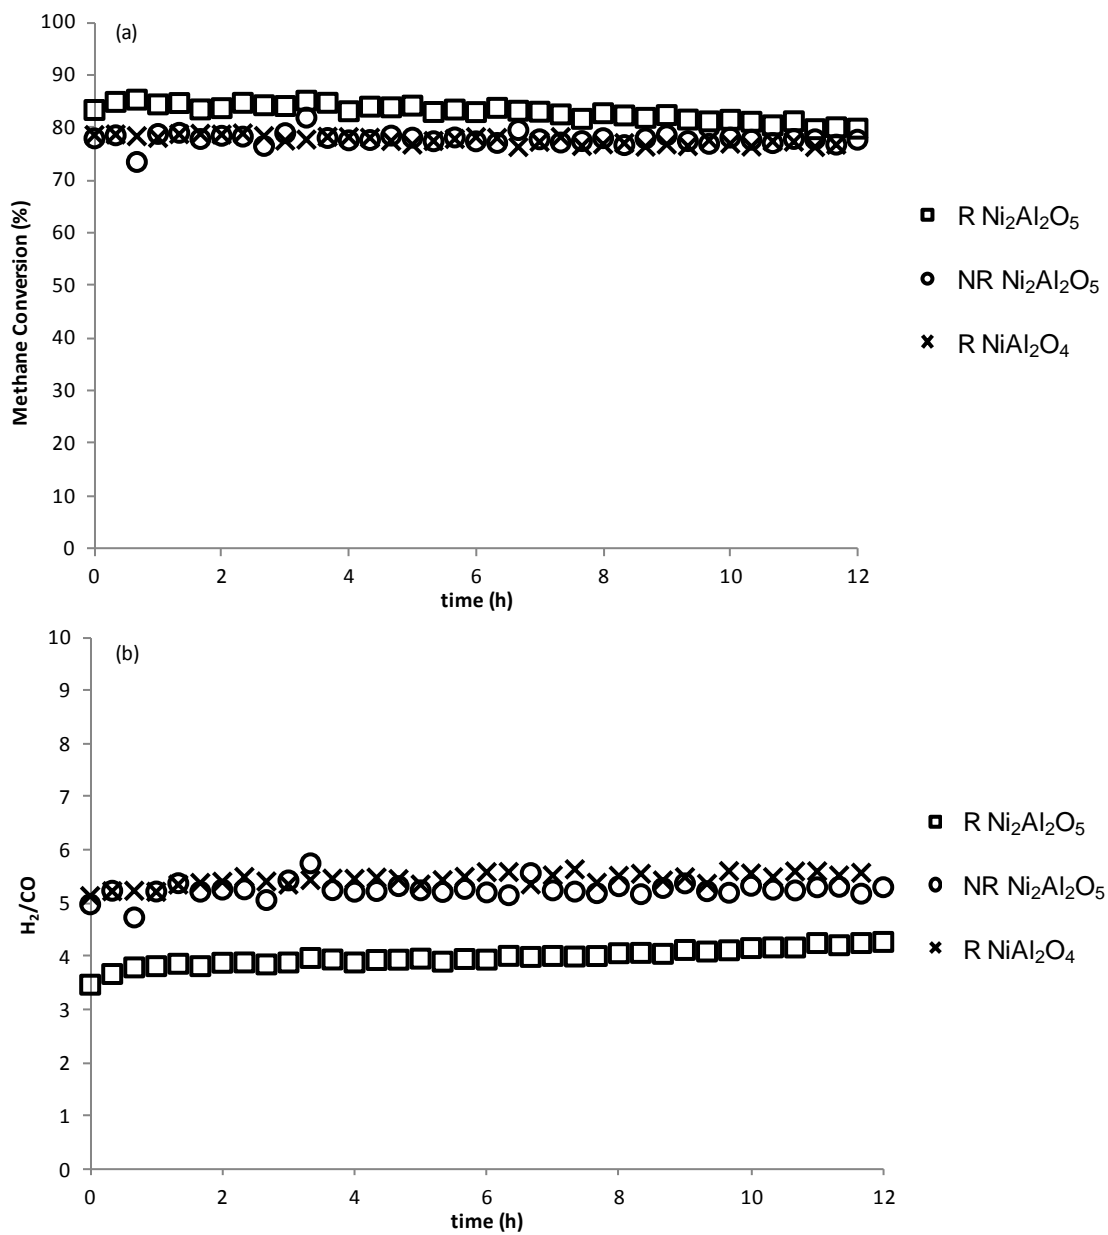 (a)
100
90
80
70
60
50
40
30
20
10
0
Methane Conversion (%)
0 2 4 6 8 10 12
time (h)
R Ni₂Al₂O₅
NR Ni₂Al₂O₅
R NiAl₂O₄
(b)
10
9
8
7
6
5
4
3
2
1
0
H₂/CO
0 2 4 6 8 10 12
time (h)
R Ni₂Al₂O₅
NR Ni₂Al₂O₅
R NiAl₂O₄